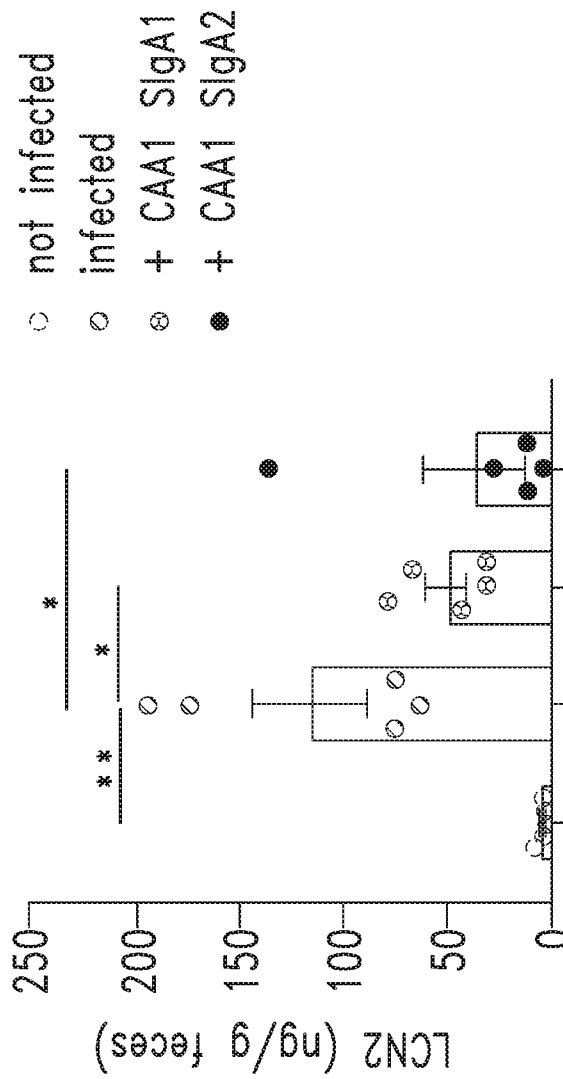 not infected
infected
+ CAA1 SIgA1
+ CAA1 SIgA2
LCN2 (ng/g feces)
250
200
150
100
50
0
**
*
*